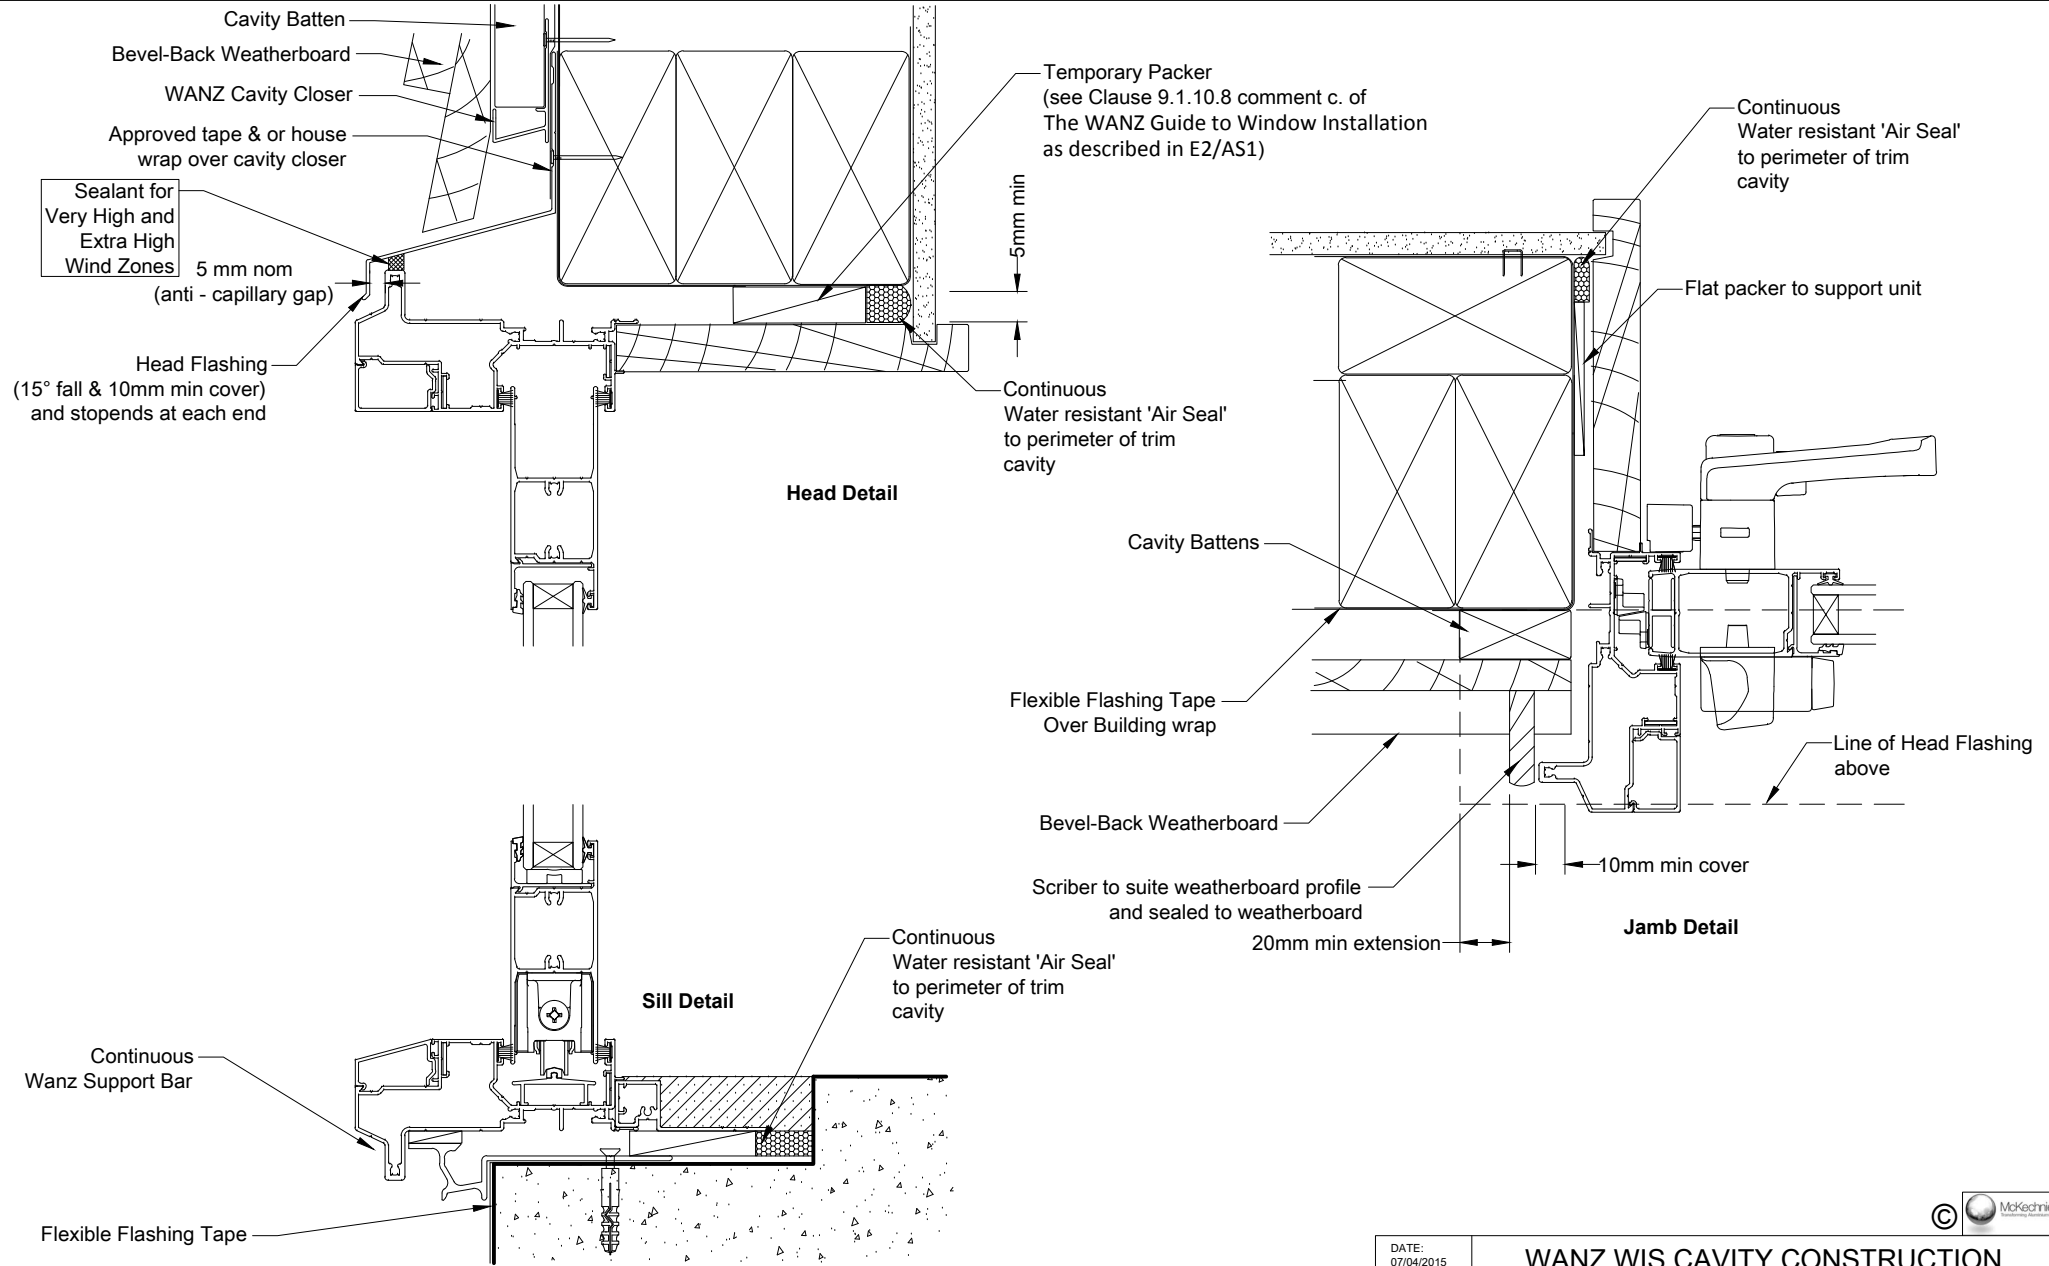 Cavity Batten
Bevel-Back Weatherboard
WANZ Cavity Closer
Approved tape & or house
wrap over cavity closer
Sealant for
Very High and
Extra High
Wind Zones
5 mm nom
(anti - capillary gap)
Head Flashing
(15° fall & 10mm min cover)
and stopends at each end
Temporary Packer
(see Clause 9.1.10.8 comment c. of
The WANZ Guide to Window Installation
as described in E2/AS1)
5mm min
Continuous
Water resistant 'Air Seal'
to perimeter of trim
cavity
Head Detail
Continuous
Water resistant 'Air Seal'
to perimeter of trim
cavity
Flat packer to support unit
Cavity Battens
Flexible Flashing Tape
Over Building wrap
Bevel-Back Weatherboard
Scriber to suite weatherboard profile
and sealed to weatherboard
20mm min extension
10mm min cover
Line of Head Flashing
above
Jamb Detail
Sill Detail
Continuous
Water resistant 'Air Seal'
to perimeter of trim
cavity
Continuous
Wanz Support Bar
Flexible Flashing Tape
©
McKechnie
DATE:
07/04/2015
WANZ WIS CAVITY CONSTRUCTION